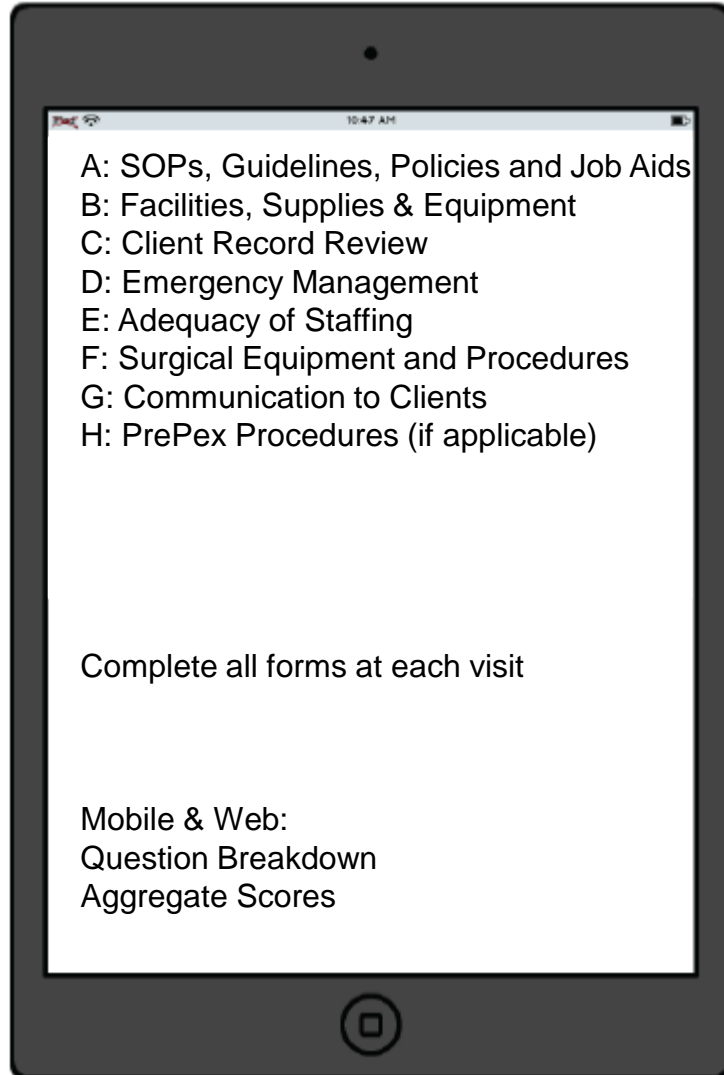 10:47 AM
A: SOPs, Guidelines, Policies and Job Aids
B: Facilities, Supplies & Equipment
C: Client Record Review
D: Emergency Management
E: Adequacy of Staffing
F: Surgical Equipment and Procedures
G: Communication to Clients
H: PrePex Procedures (if applicable)
Complete all forms at each visit
Mobile & Web:
Question Breakdown
Aggregate Scores